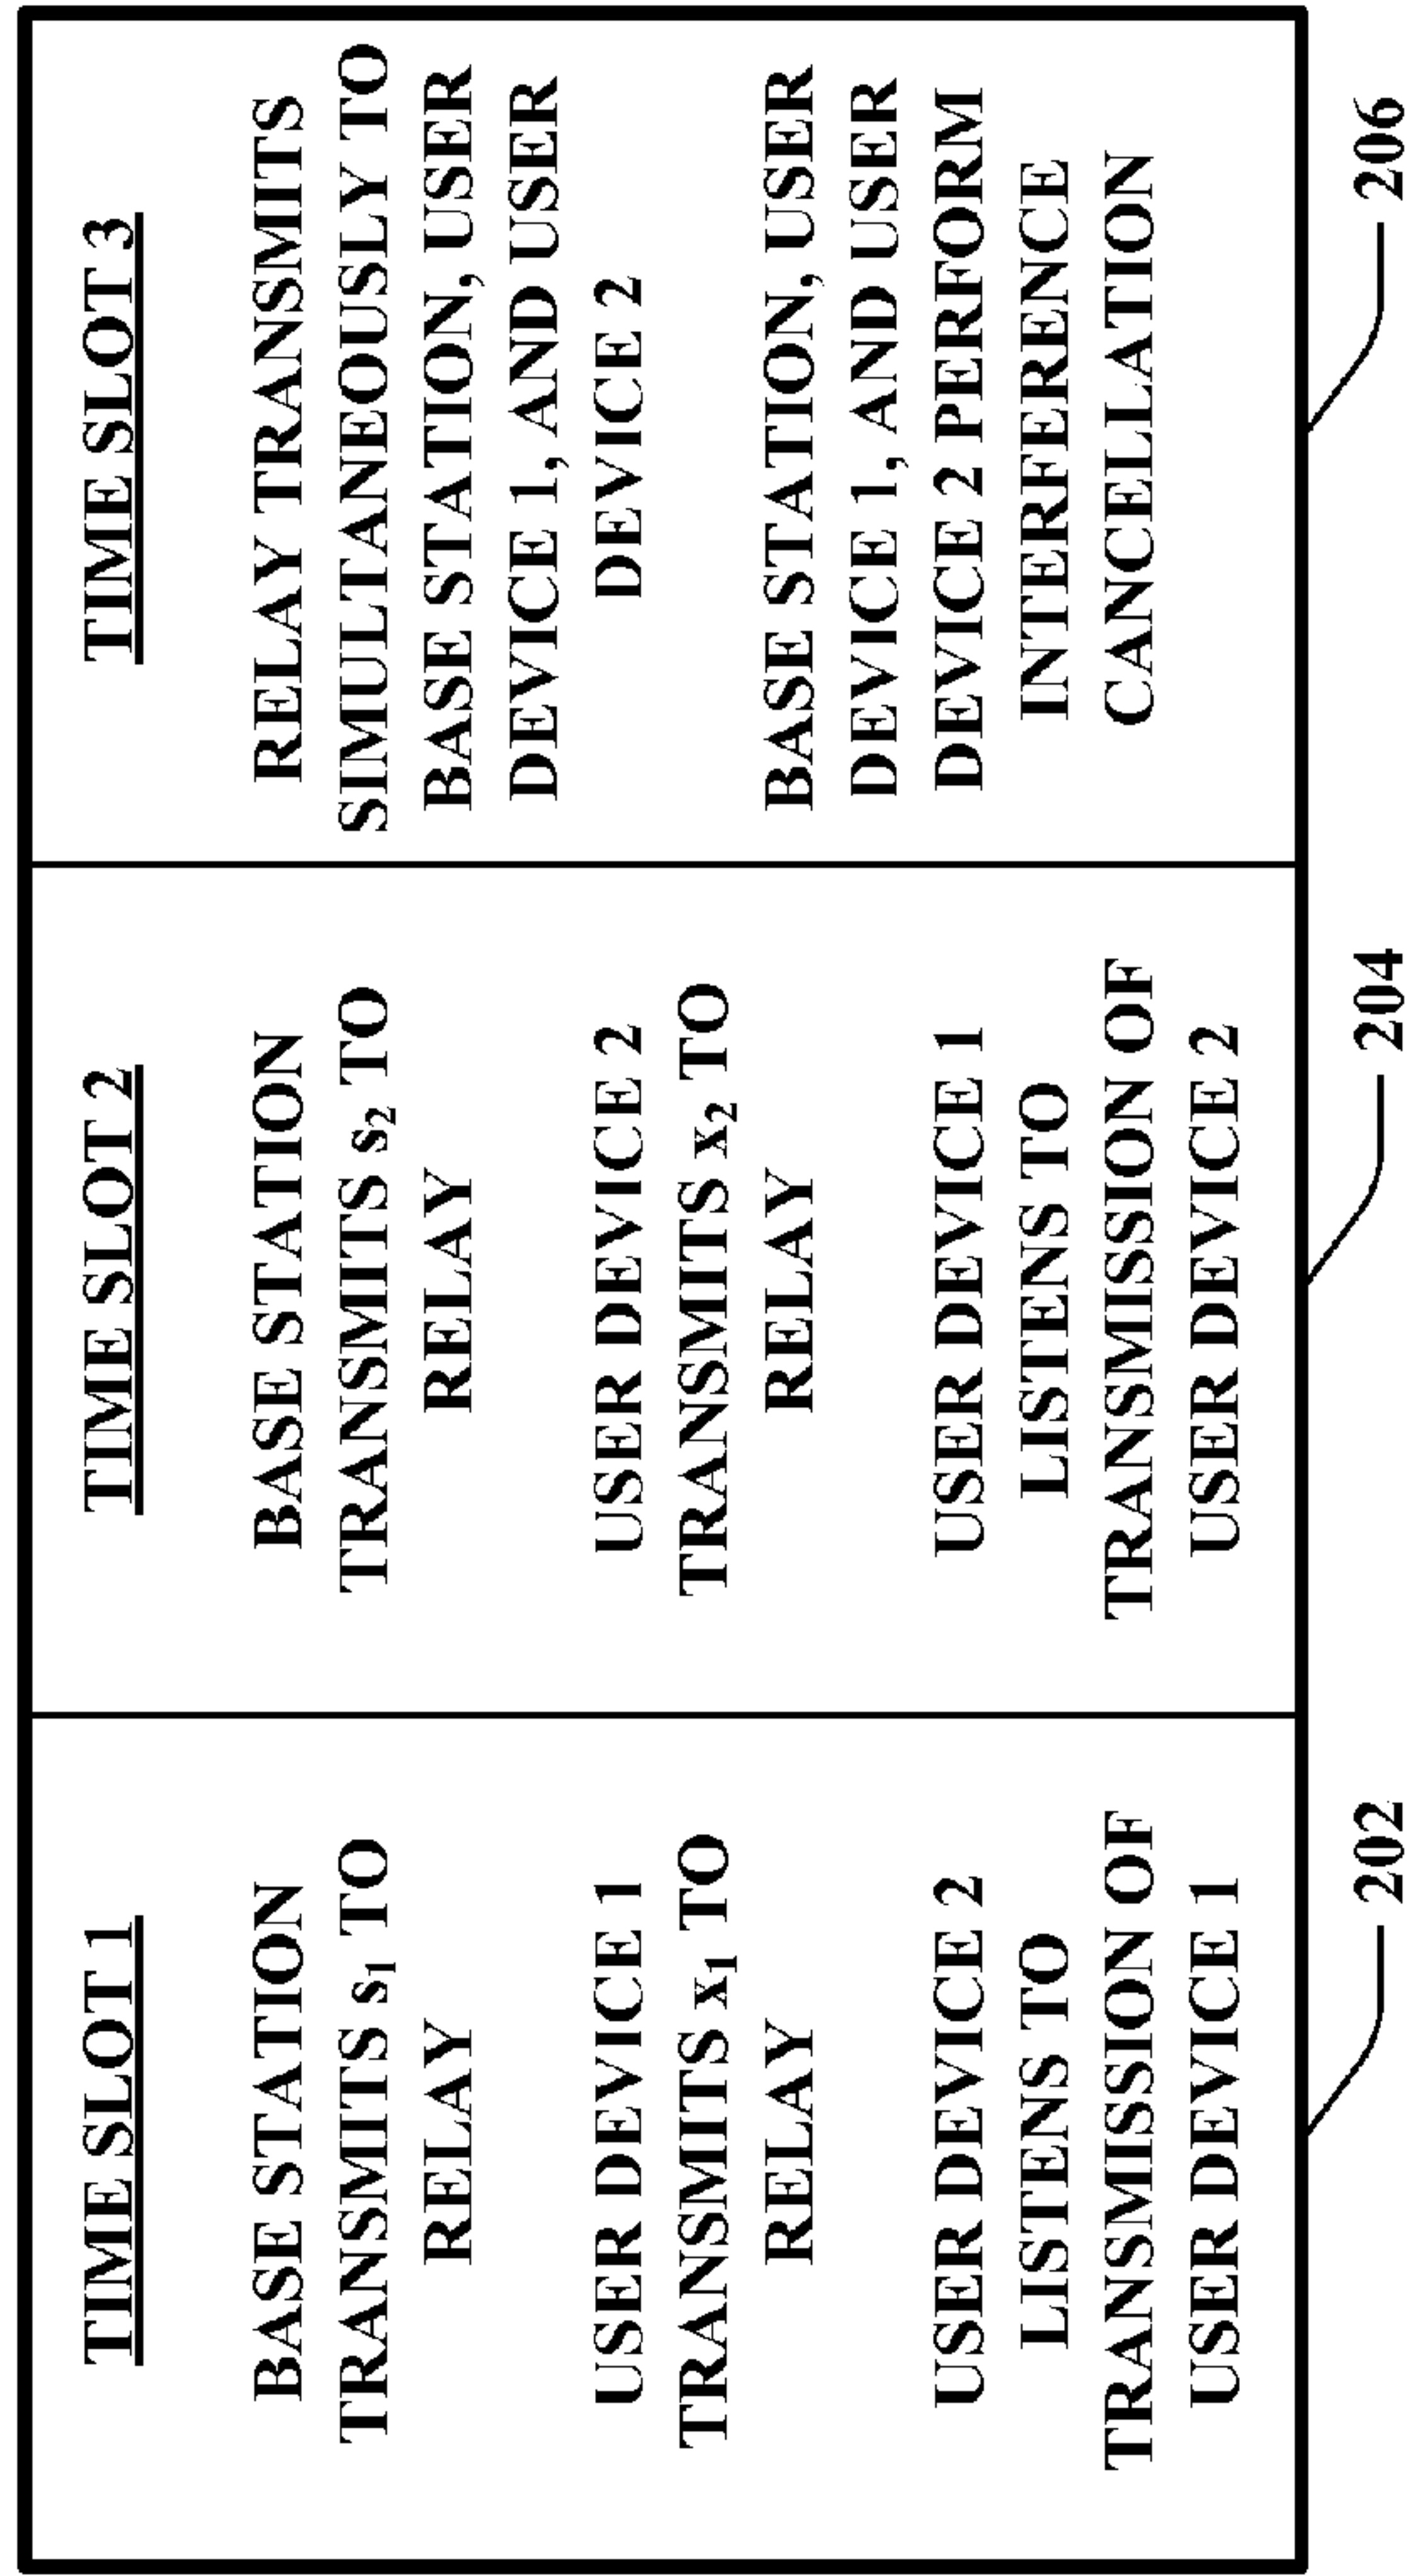 TIME SLOT 1
BASE STATION
TRANSMITS s₁ TO
RELAY
USER DEVICE 1
TRANSMITS x₁ TO
RELAY
USER DEVICE 2
LISTENS TO
TRANSMISSION OF
USER DEVICE 1
202
TIME SLOT 2
BASE STATION
TRANSMITS s₂ TO
RELAY
USER DEVICE 2
TRANSMITS x₂ TO
RELAY
USER DEVICE 1
LISTENS TO
TRANSMISSION OF
USER DEVICE 2
204
TIME SLOT 3
RELAY TRANSMITS
SIMULTANEOUSLY TO
BASE STATION, USER
DEVICE 1, AND USER
DEVICE 2
BASE STATION, USER
DEVICE 1, AND USER
DEVICE 2 PERFORM
INTERFERENCE
CANCELLATION
206